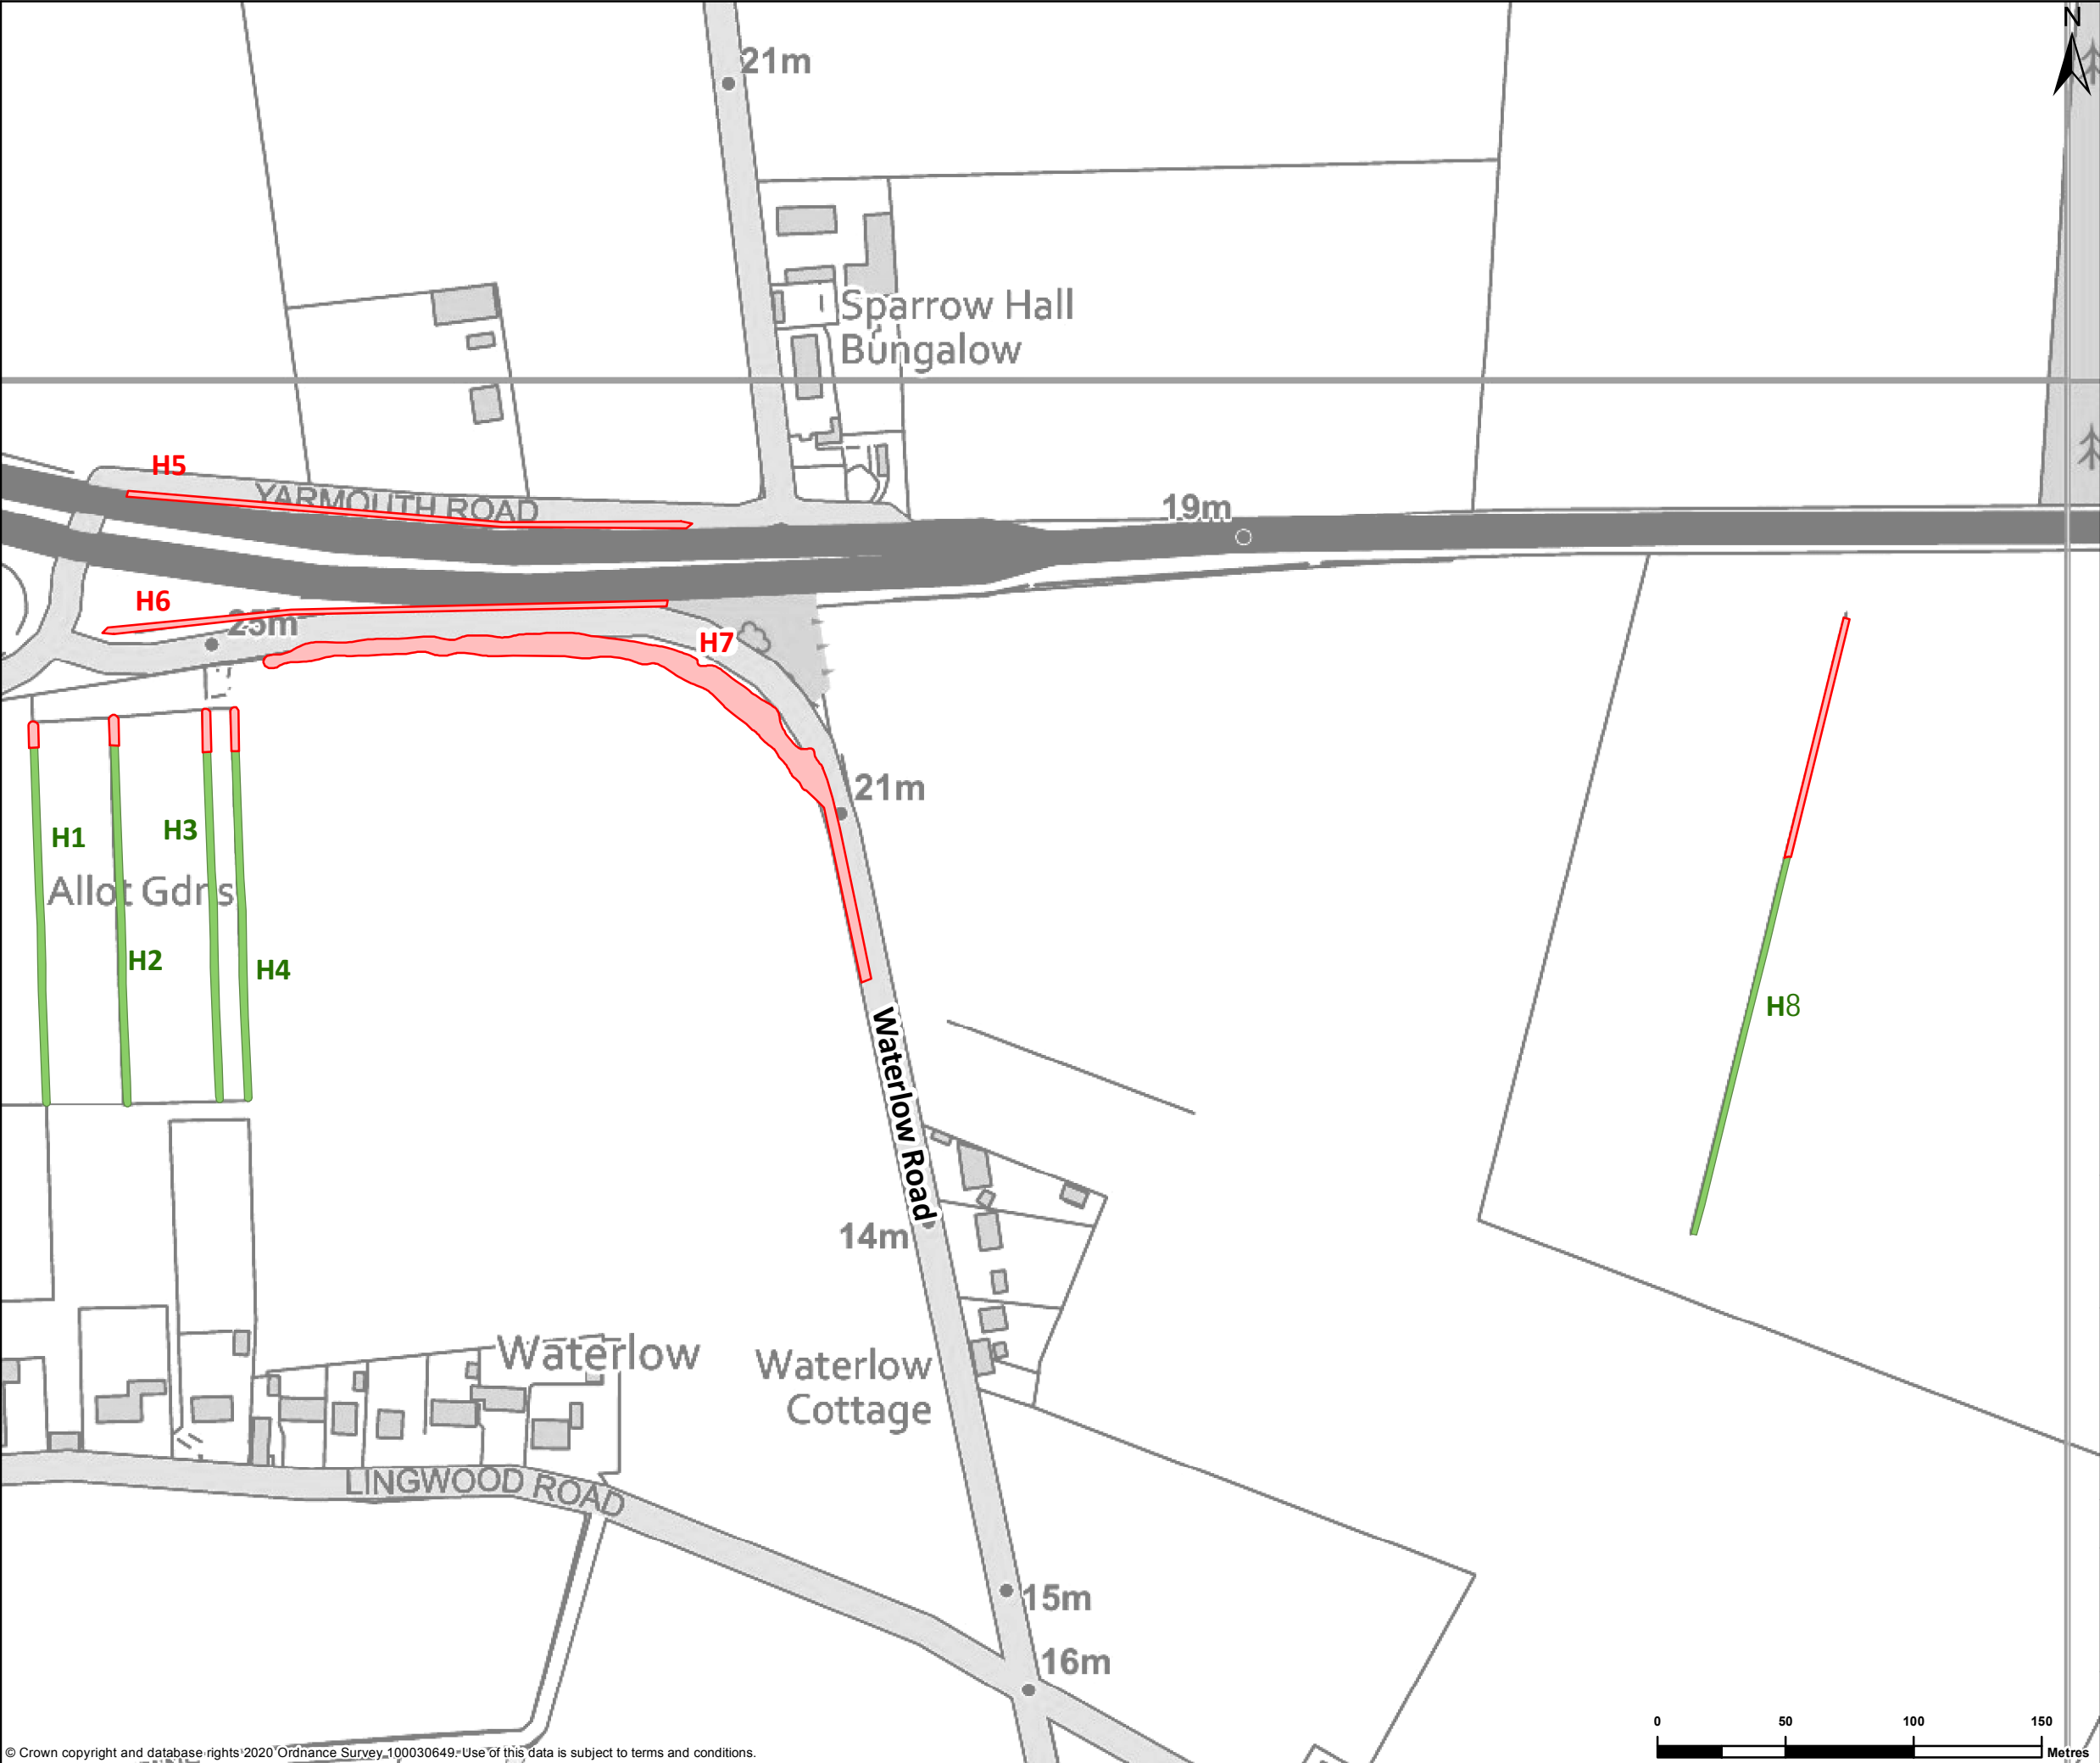 N
21m
Sparrow Hall
Bungalow
H5
YARMOUTH ROAD
19m
H6
25m
H7
21m
H1
H3
Allot Gdns
H2
H4
H8
Waterlow Road
14m
Waterlow
Waterlow
Cottage
LINGWOOD ROAD
15m
16m
0 50 100 150
Metres
© Crown copyright and database rights 2020 Ordnance Survey 100030649. Use of this data is subject to terms and conditions.